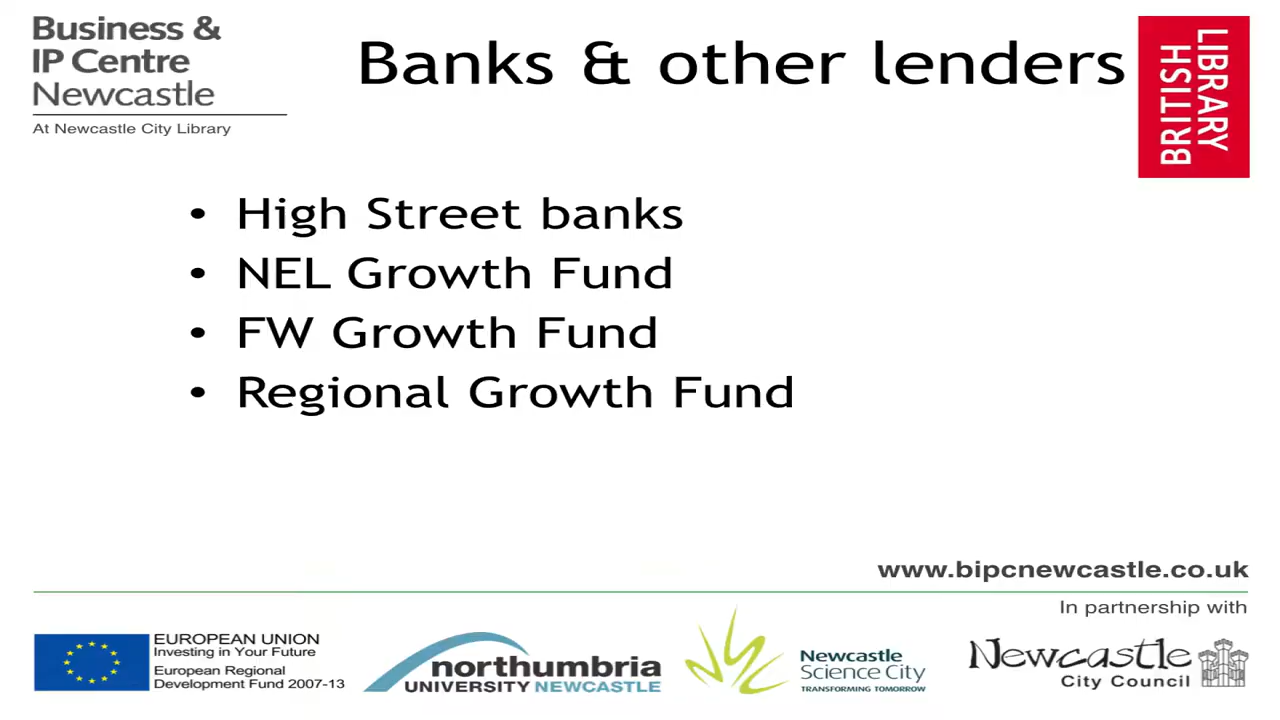 Business &
IP Centre
Newcastle
At Newcastle City Library
Banks & other lenders
BRITISH
LIBRARY
• High Street banks
• NEL Growth Fund
• FW Growth Fund
• Regional Growth Fund
www.bipcnewcastle.co.uk
In partnership with
EUROPEAN UNION
Investing in Your Future
European Regional
Development Fund 2007-13
northumbria
UNIVERSITY NEWCASTLE
Newcastle
Science City
TRANSFORMING TOMORROW
Newcastle
City Council